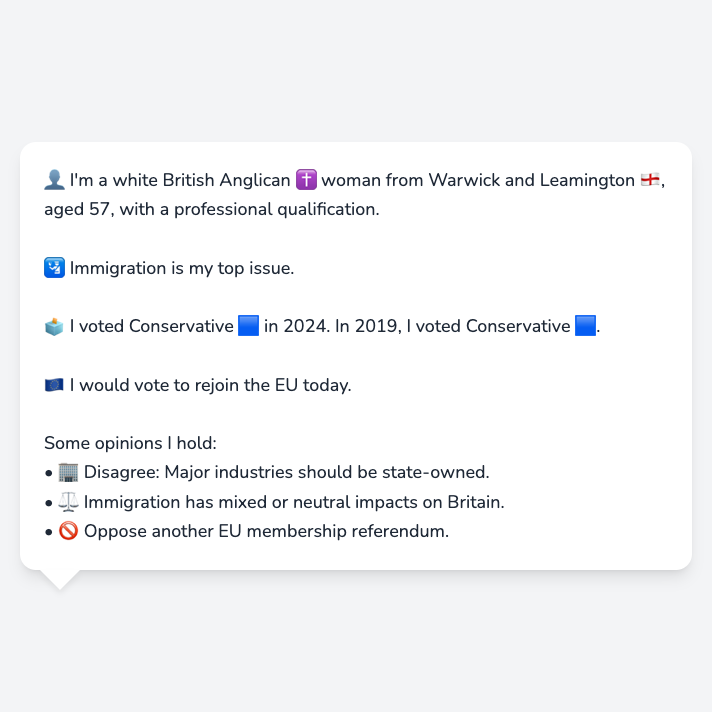 👤 I'm a white British Anglican ✝️ woman from Warwick and Leamington 🏴󠁧󠁢󠁥󠁮󠁧󠁿,
aged 57, with a professional qualification.
🛂 Immigration is my top issue.
🗳️ I voted Conservative 🟦 in 2024. In 2019, I voted Conservative 🟦.
🇪🇺 I would vote to rejoin the EU today.
Some opinions I hold:
• 🏢 Disagree: Major industries should be state-owned.
• ⚖️ Immigration has mixed or neutral impacts on Britain.
• 🚫 Oppose another EU membership referendum.